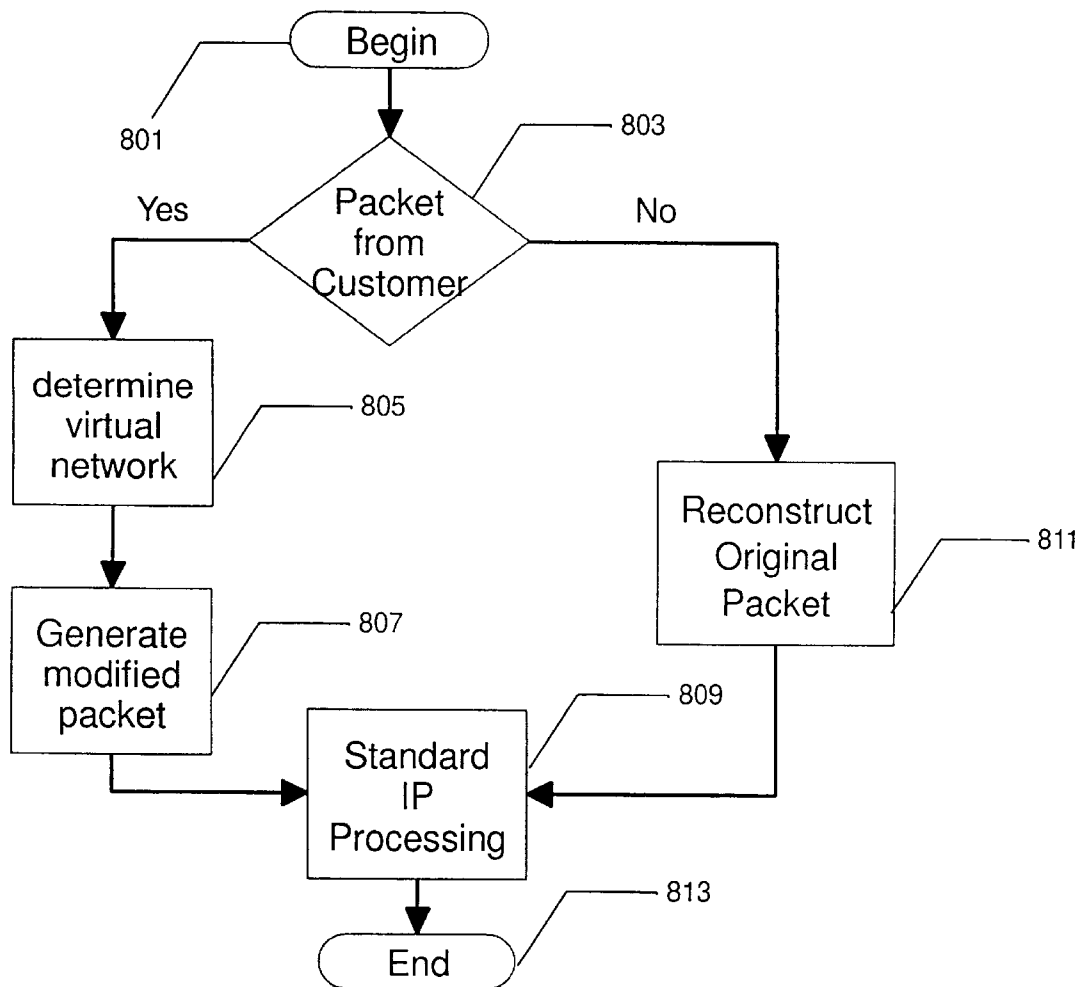 Begin
801
803
Packet
from
Customer
Yes
No
determine
virtual
network
805
Reconstruct
Original
Packet
811
Generate
modified
packet
807
809
Standard
IP
Processing
813
End